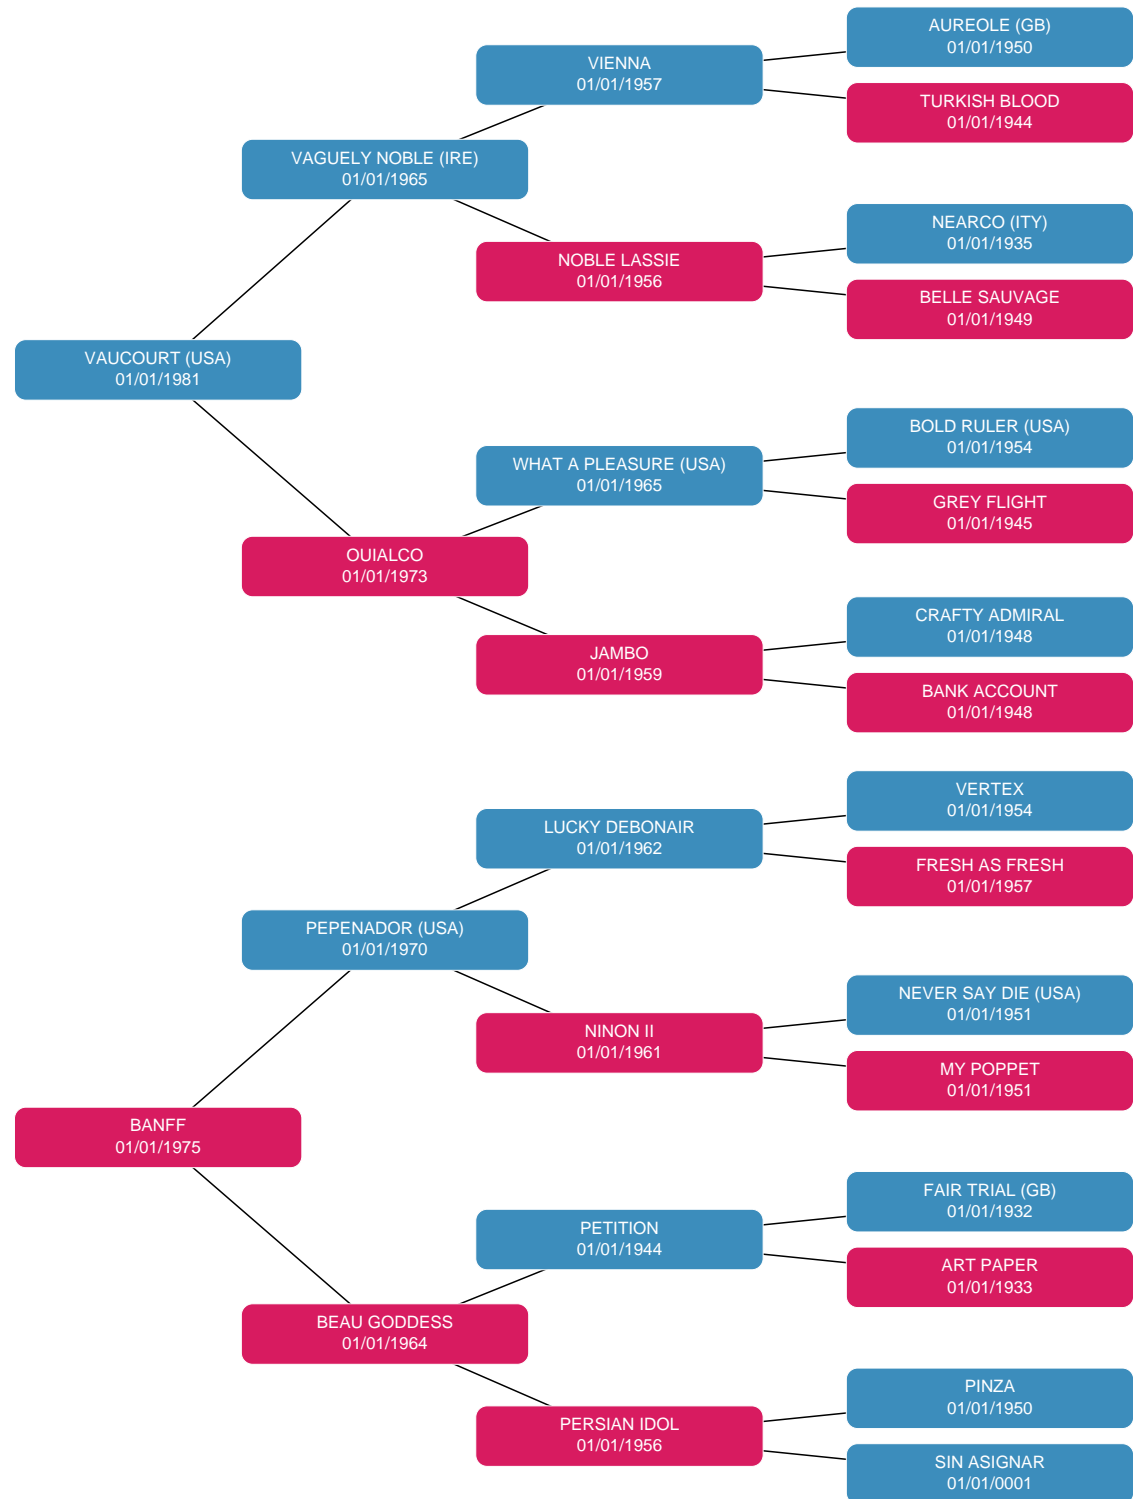 AUREOLE (GB)
01/01/1950
VIENNA
01/01/1957
TURKISH BLOOD
01/01/1944
VAGUELY NOBLE (IRE)
01/01/1965
NEARCO (ITY)
01/01/1935
NOBLE LASSIE
01/01/1956
BELLE SAUVAGE
01/01/1949
VAUCOURT (USA)
01/01/1981
BOLD RULER (USA)
01/01/1954
WHAT A PLEASURE (USA)
01/01/1965
GREY FLIGHT
01/01/1945
OUIALCO
01/01/1973
CRAFTY ADMIRAL
01/01/1948
JAMBO
01/01/1959
BANK ACCOUNT
01/01/1948
VERTEX
01/01/1954
LUCKY DEBONAIR
01/01/1962
FRESH AS FRESH
01/01/1957
PEPENADOR (USA)
01/01/1970
NEVER SAY DIE (USA)
01/01/1951
NINON II
01/01/1961
MY POPPET
01/01/1951
BANFF
01/01/1975
FAIR TRIAL (GB)
01/01/1932
PETITION
01/01/1944
ART PAPER
01/01/1933
BEAU GODDESS
01/01/1964
PINZA
01/01/1950
PERSIAN IDOL
01/01/1956
SIN ASIGNAR
01/01/0001